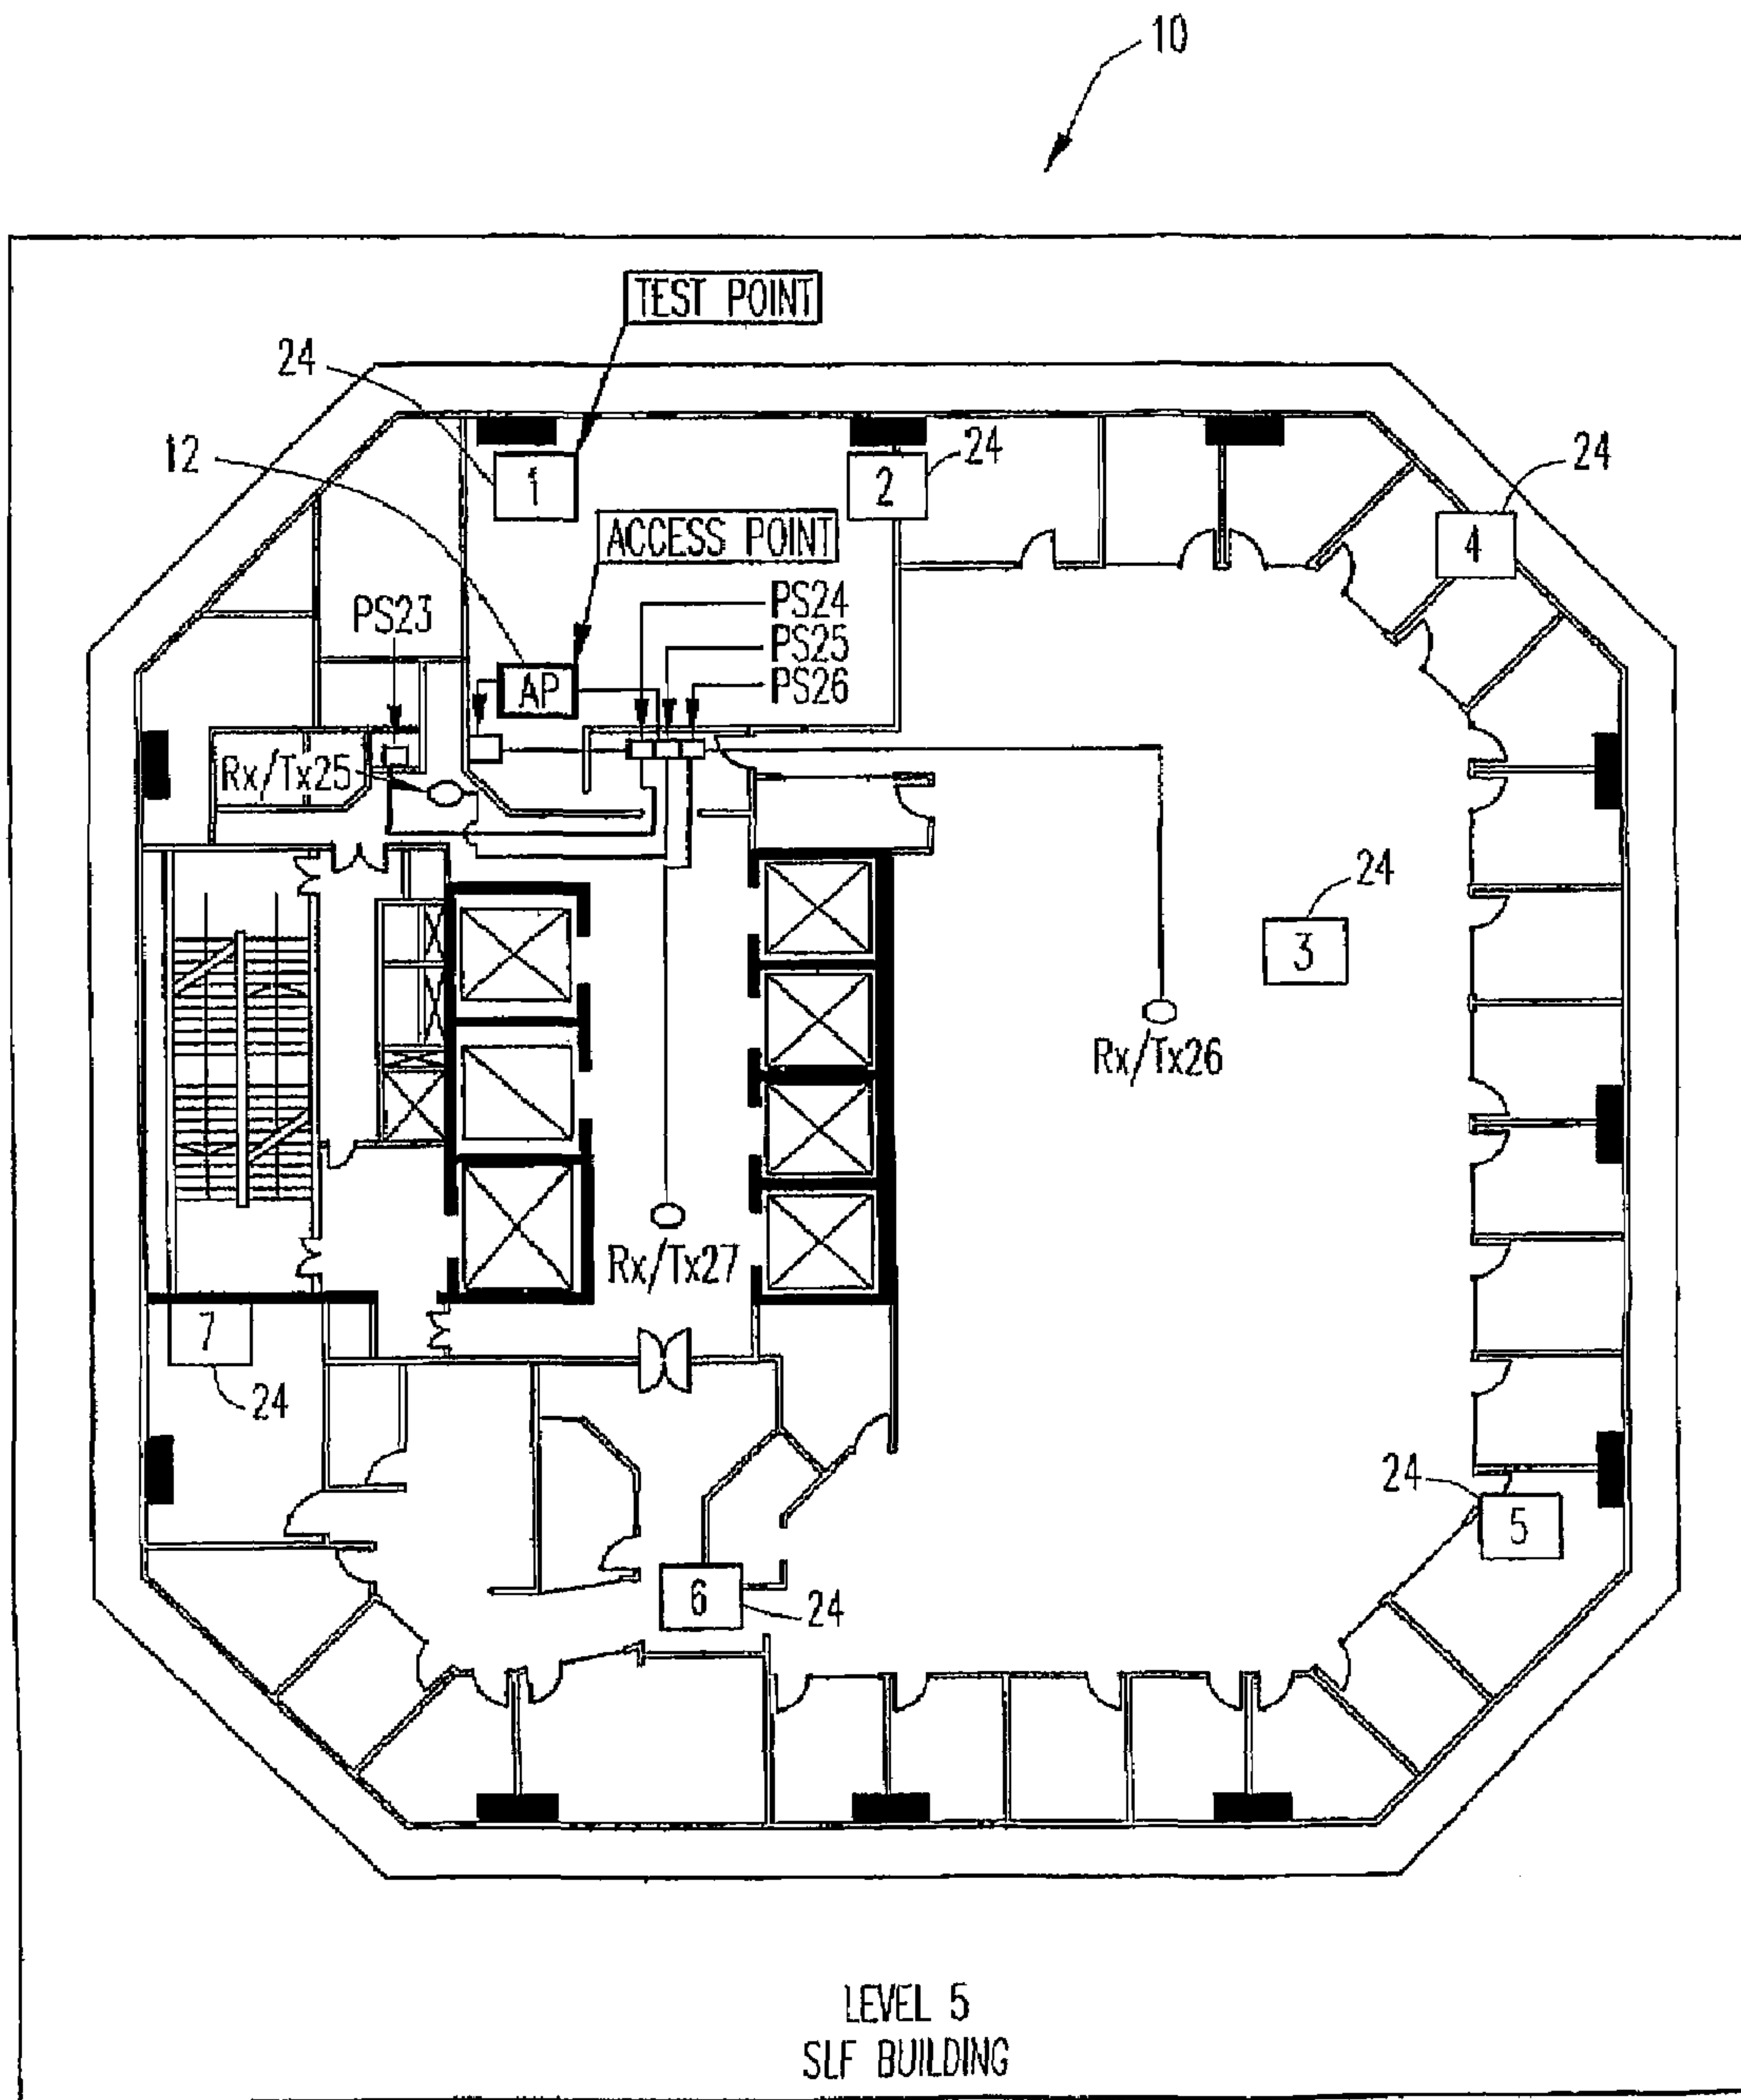 10
TEST POINT
24
12
1
2
24
24
4
ACCESS POINT
PS24
PS23
PS25
AP
PS26
Rx/Tx25
24
3
Rx/Tx26
Rx/Tx27
7
24
24
5
6
24
LEVEL 5
SLF BUILDING